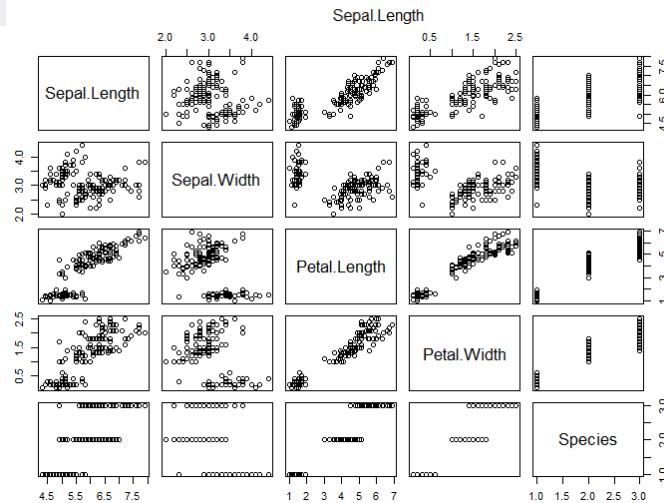 Sepal.Length
2.0 3.0 4.0 0.5 1.5 2.5
Sepal.Length
4.5 6.0 7.5
2.0 3.0 4.0
Sepal.Width
Petal.Length
1 3 5 7
0.5 1.5 2.5
Petal.Width
Species
1.0 2.0 3.0
4.5 5.5 6.5 7.5 1 2 3 4 5 6 7 1.0 1.5 2.0 2.5 3.0